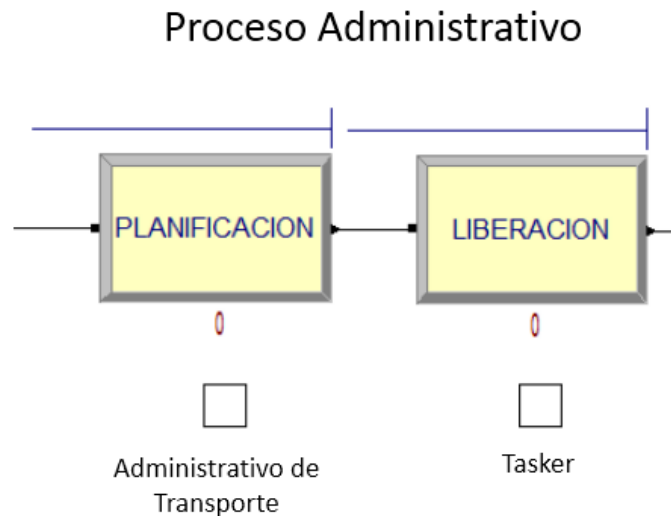 Proceso Administrativo
PLANIFICACION
LIBERACION
0
0
Administrativo de
Transporte
Tasker